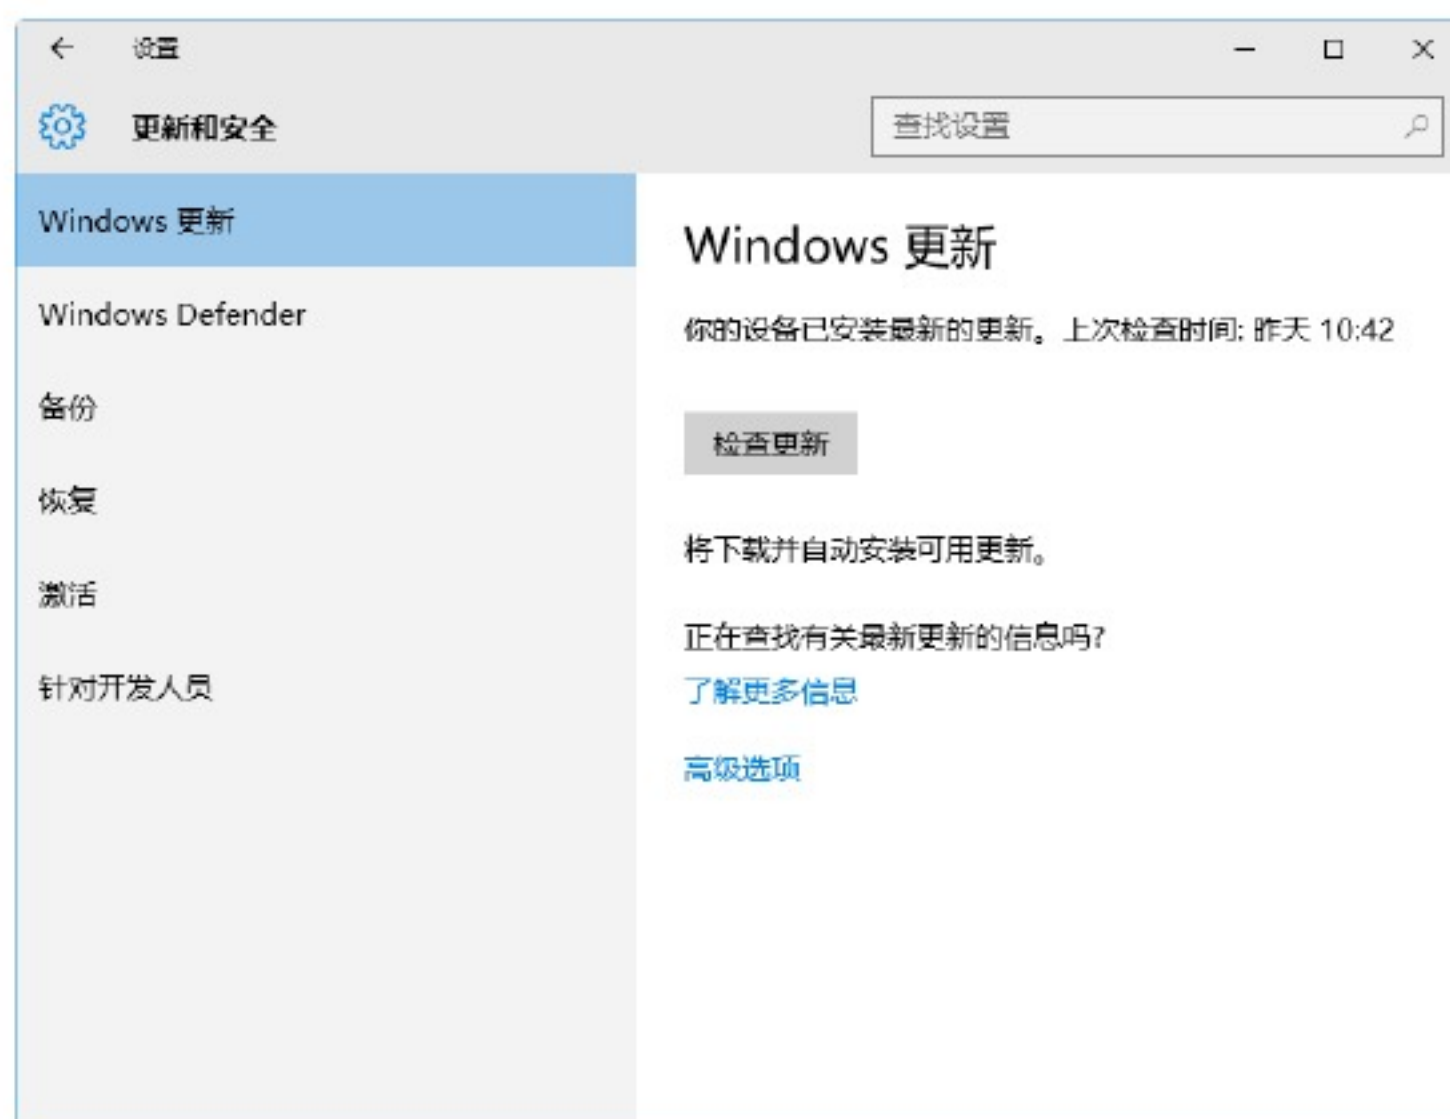 设置
更新和安全
查找设置
Windows 更新
Windows Defender
备份
恢复
激活
针对开发人员
Windows 更新
你的设备已安装最新的更新。上次检查时间: 昨天 10:42
检查更新
将下载并自动安装可用更新。
正在查找有关最新更新的信息吗?
了解更多信息
高级选项